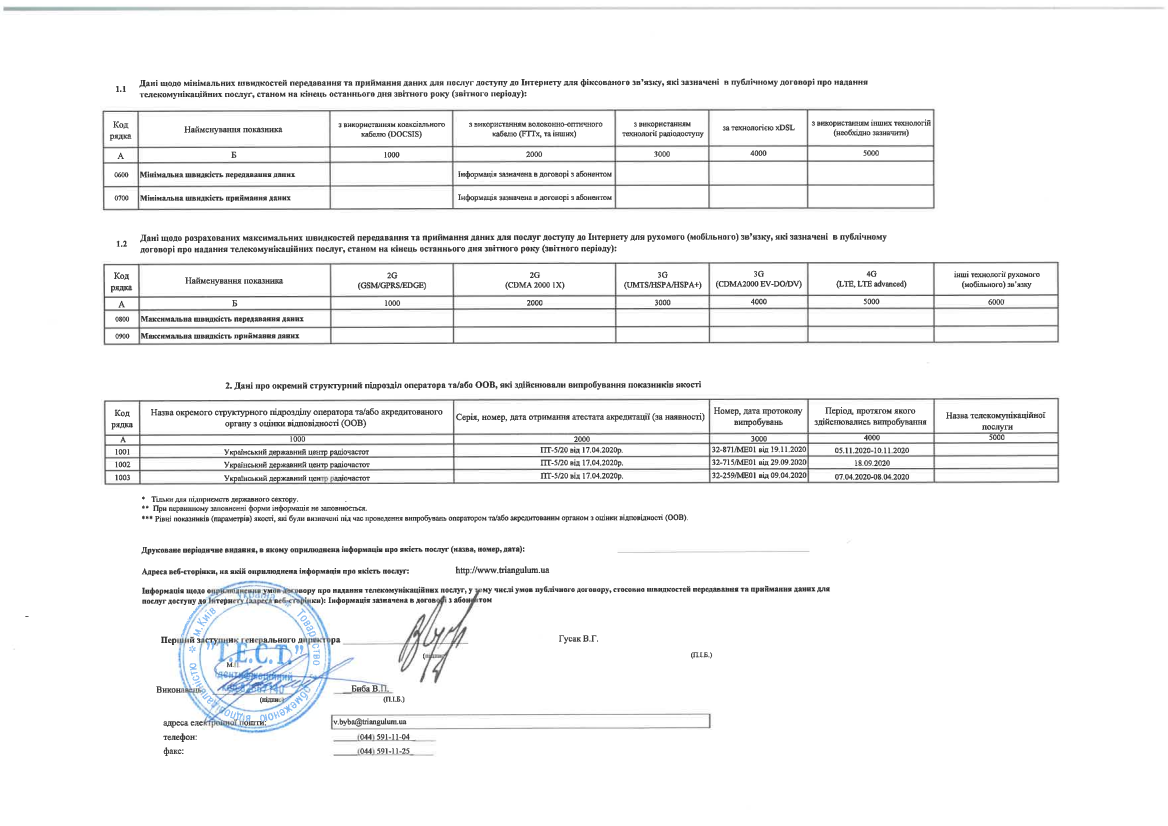 1.1 Дані щодо мінімальних швидкостей передавання та приймання даних для послуг доступу до Інтернету для фіксованого зв’язку, які зазначені в публічному договорі про надання
телекомунікаційних послуг, станом на кінець останнього дня звітного року (звітного періоду):
Код рядка | Найменування показника | з використанням коаксіального кабелю (DOCSIS) | з використанням волоконно-оптичного кабелю (FTTx, та інших) | з використанням технології радіодоступу | за технологією xDSL | з використанням інших технологій (необхідно зазначити)
А | Б | 1000 | 2000 | 3000 | 4000 | 5000
0600 | Мінімальна швидкість передавання даних | Інформація зазначена в договорі з абонентом
0700 | Мінімальна швидкість приймання даних | Інформація зазначена в договорі з абонентом
1.2 Дані щодо розрахованих максимальних швидкостей передавання та приймання даних для послуг доступу до Інтернету для рухомого (мобільного) зв’язку, які зазначені в публічному
договорі про надання телекомунікаційних послуг, станом на кінець останнього дня звітного року (звітного періоду):
Код рядка | Найменування показника | 2G (GSM/GPRS/EDGE) | 2G (CDMA 2000 1X) | 3G (UMTS/HSPA/HSPA+) | 3G (CDMA2000 EV-DO/DV) | 4G (LTE, LTE advanced) | інші технології рухомого (мобільного) зв’язку
А | Б | 1000 | 2000 | 3000 | 4000 | 5000 | 6000
0800 | Максимальна швидкість передавання даних
0900 | Максимальна швидкість приймання даних
2. Дані про окремий структурний підрозділ оператора та/або ООВ, які здійснювали випробування показників якості
Код рядка | Назва окремого структурного підрозділу оператора та/або акредитованого органу з оцінки відповідності (ООВ) | Серія, номер, дата отримання атестата акредитації (за наявності) | Номер, дата протоколу випробувань | Період, протягом якого здійснювались випробування | Назва телекомунікаційної послуги
А | 1000 | 2000 | 3000 | 4000 | 5000
1001 | Український державний центр радіочастот | ПТ-5/20 від 17.04.2020р. | 32-871/МЕ01 від 19.11.2020 | 05.11.2020-10.11.2020
1002 | Український державний центр радіочастот | ПТ-5/20 від 17.04.2020р. | 32-715/МЕ01 від 29.09.2020 | 18.09.2020
1003 | Український державний центр радіочастот | ПТ-5/20 від 17.04.2020р. | 32-259/МЕ01 від 09.04.2020 | 07.04.2020-08.04.2020
* Тільки для підприємств державного сектору.
** При первинному заповненні форми інформація не заповнюється.
*** Рівні показників (параметрів) якості, які були визначені під час проведення випробувань оператором та/або акредитованим органом з оцінки відповідності (ООВ).
Друковане періодичне видання, в якому оприлюднена інформація про якість послуг (назва, номер, дата):
Адреса веб-сторінки, на якій оприлюднена інформація про якість послуг: http://www.triangulum.ua
Інформація щодо оприлюднення умов договору про надання телекомунікаційних послуг, у тому числі умов публічного договору, стосовно швидкостей передавання та приймання даних для
послуг доступу до Інтернету (адреса веб-сторінки): Інформація зазначена в договорі з абонентом
Перший заступник генерального директора
Гусак В.Г.
(підпис)
(П.І.Б.)
М.П.
Виконавець:
Биба В.П.
(підпис)
(П.І.Б.)
адреса електронної пошти: v.byba@triangulum.ua
телефон: (044) 591-11-04
факс: (044) 591-11-25
Україна * Товариство з обмеженою відповідальністю * м.Київ
"Т.Е.С.Т."